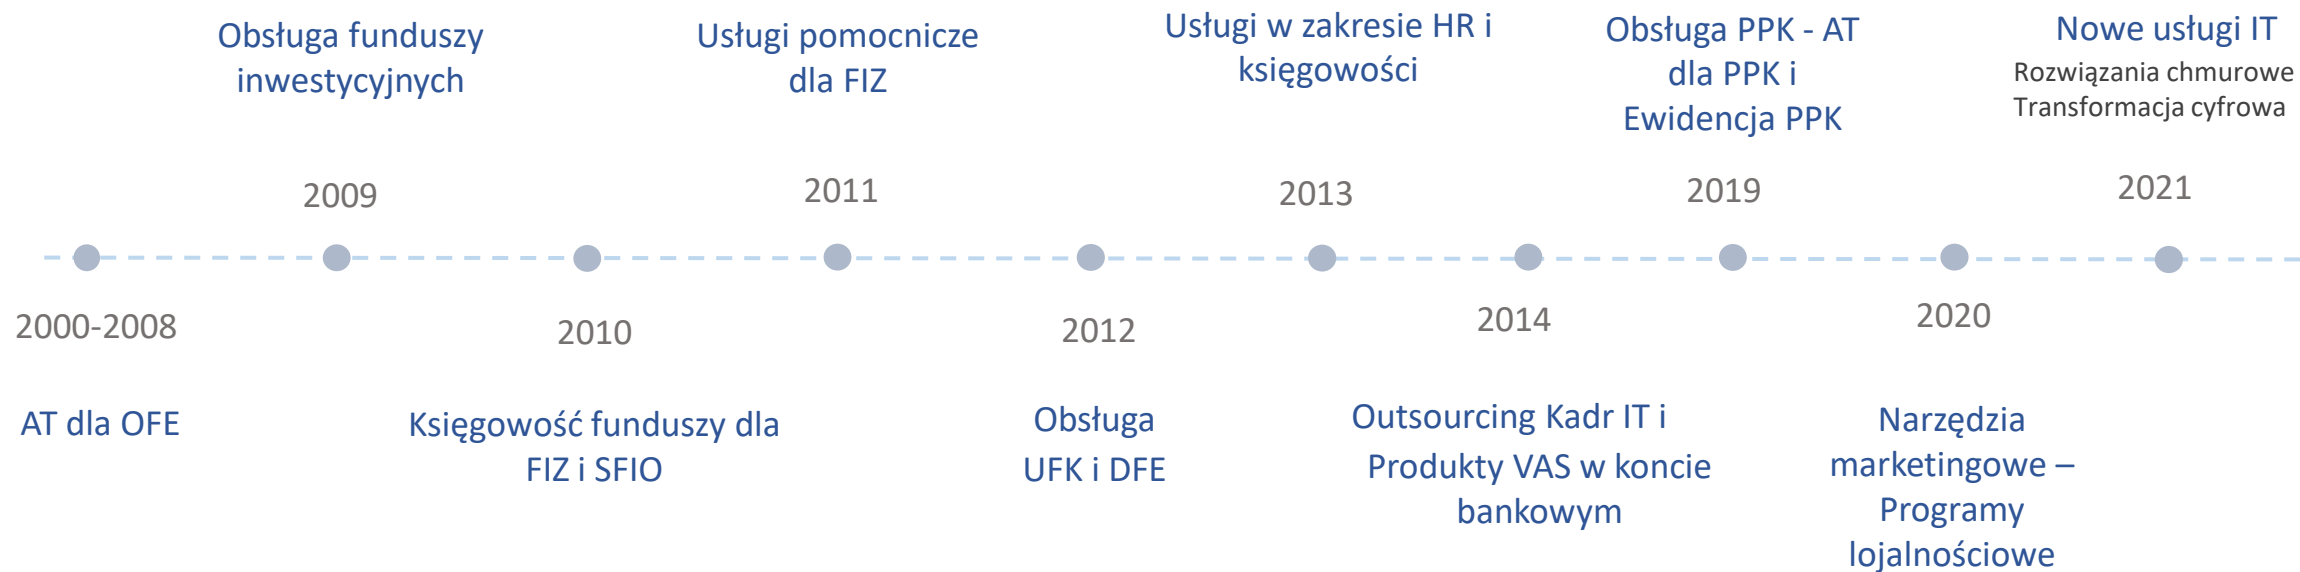 Obsługa funduszy
inwestycyjnych
Usługi pomocnicze
dla FIZ
Usługi w zakresie HR i
księgowości
Obsługa PPK - AT
dla PPK i
Ewidencja PPK
Nowe usługi IT
Rozwiązania chmurowe
Transformacja cyfrowa
2009
2011
2013
2019
2021
2000-2008
2010
2012
2014
2020
AT dla OFE
Księgowość funduszy dla
FIZ i SFIO
Obsługa
UFK i DFE
Outsourcing Kadr IT i
Produkty VAS w koncie
bankowym
Narzędzia
marketingowe –
Programy
lojalnościowe